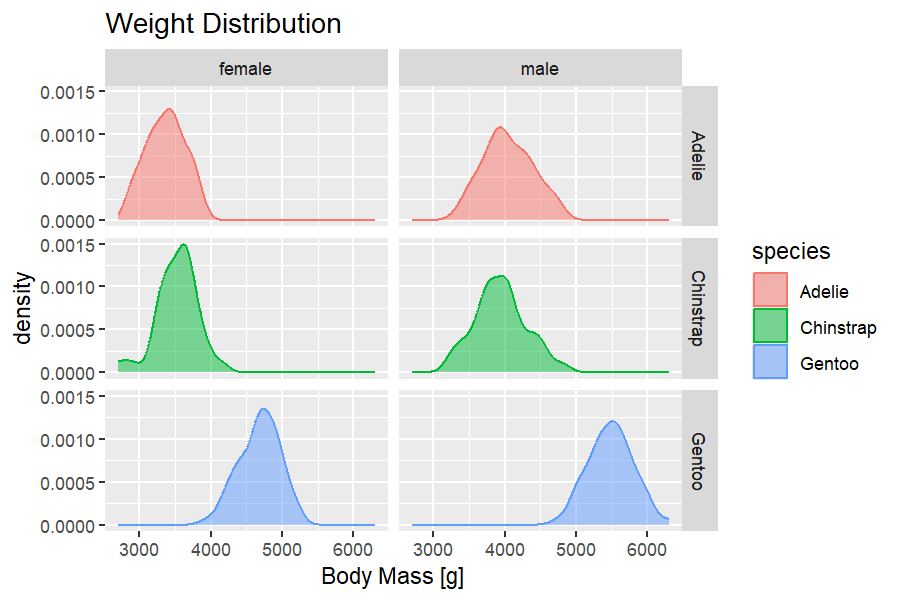 Weight Distribution
female
male
0.0015
0.0010
0.0005
0.0000
Adelie
0.0015
0.0010
0.0005
0.0000
Chinstrap
0.0015
0.0010
0.0005
0.0000
Gentoo
density
3000 4000 5000 6000
3000 4000 5000 6000
Body Mass [g]
species
Adelie
Chinstrap
Gentoo